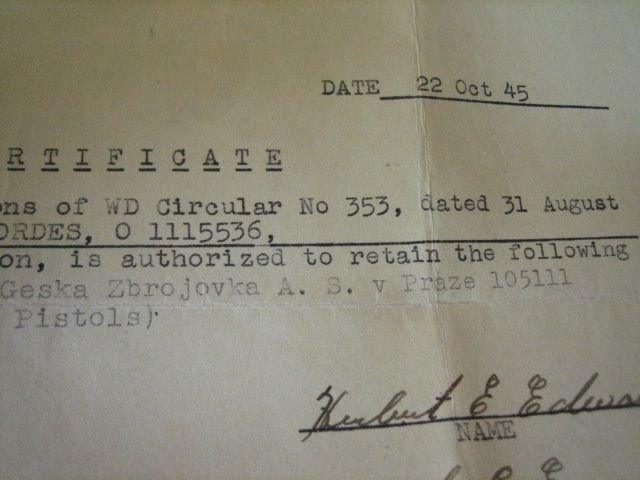 DATE 22 Oct 45
RTIFICATE
ons of WD Circular No 353, dated 31 August
ORDES, O 1115536,
on, is authorized to retain the following
Geska Zbrojovka A. S. v Praze 105111
Pistols)
Herbert E Edwa
NAME